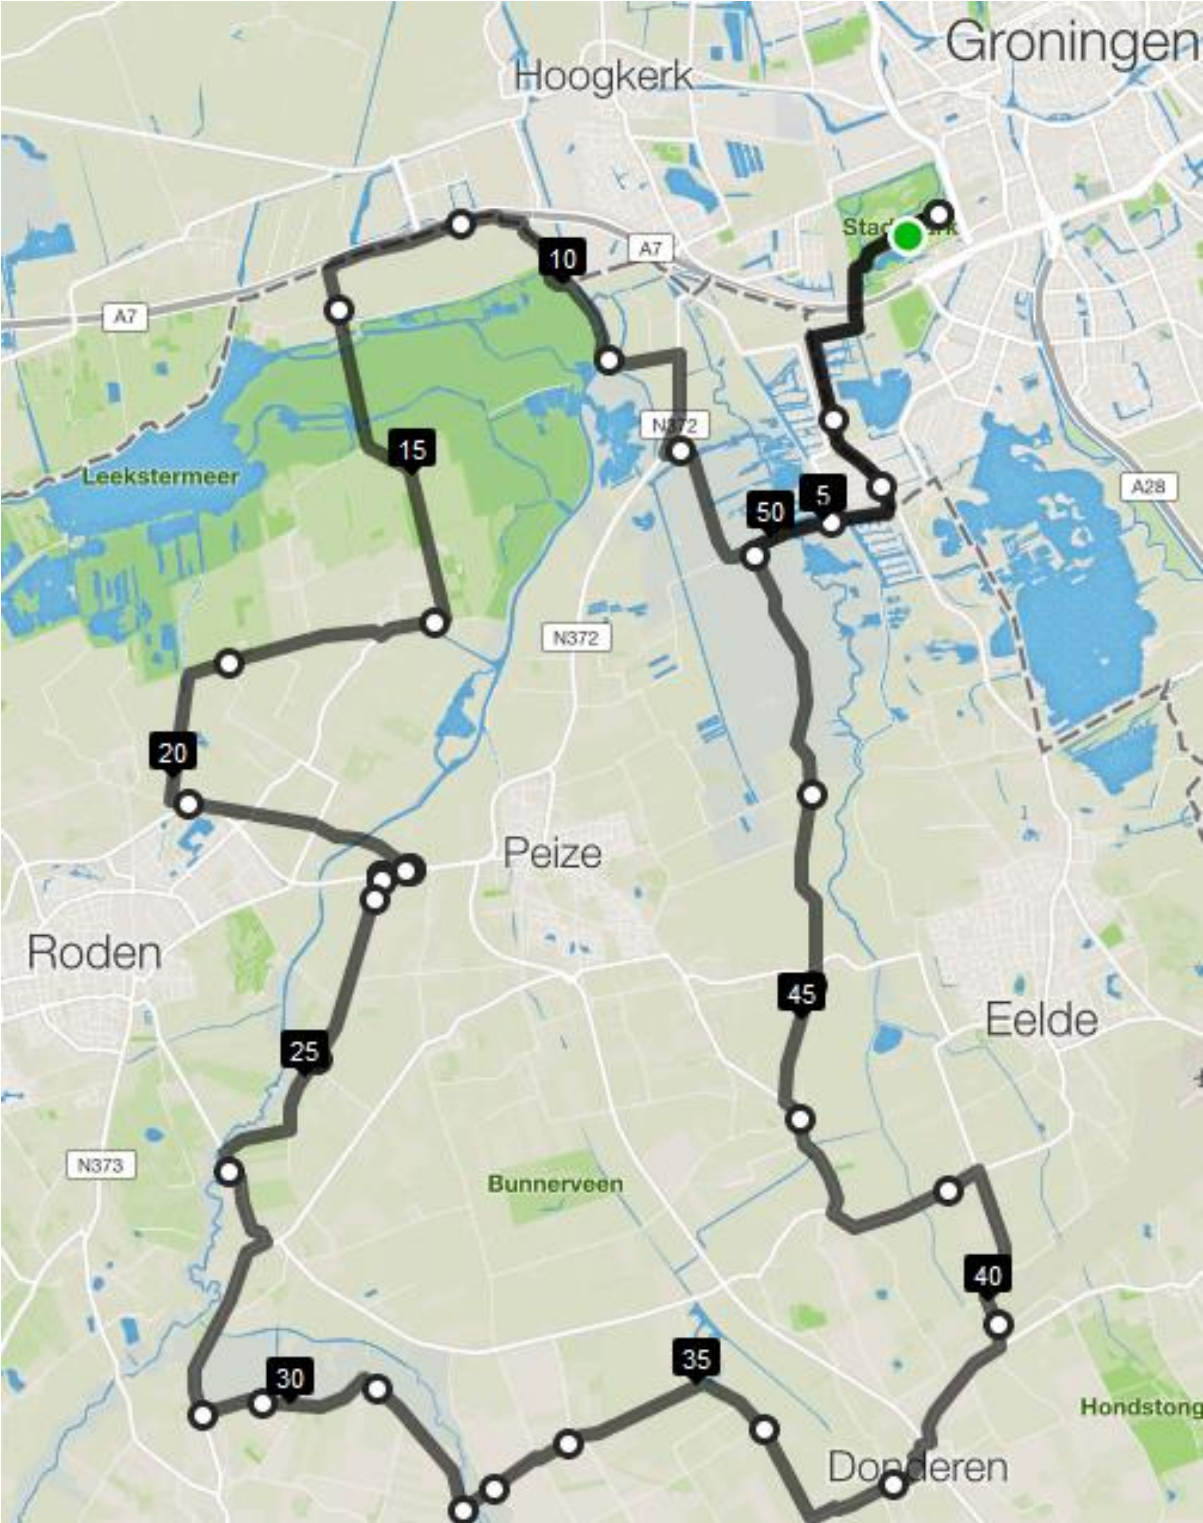 Groningen
Hoogkerk
A7
10
A7
N372
15
Leekstermeer
A28
50
5
N372
20
Peize
Roden
45
Eelde
25
N373
Bunnerveen
40
35
30
Hondstong
Donderen